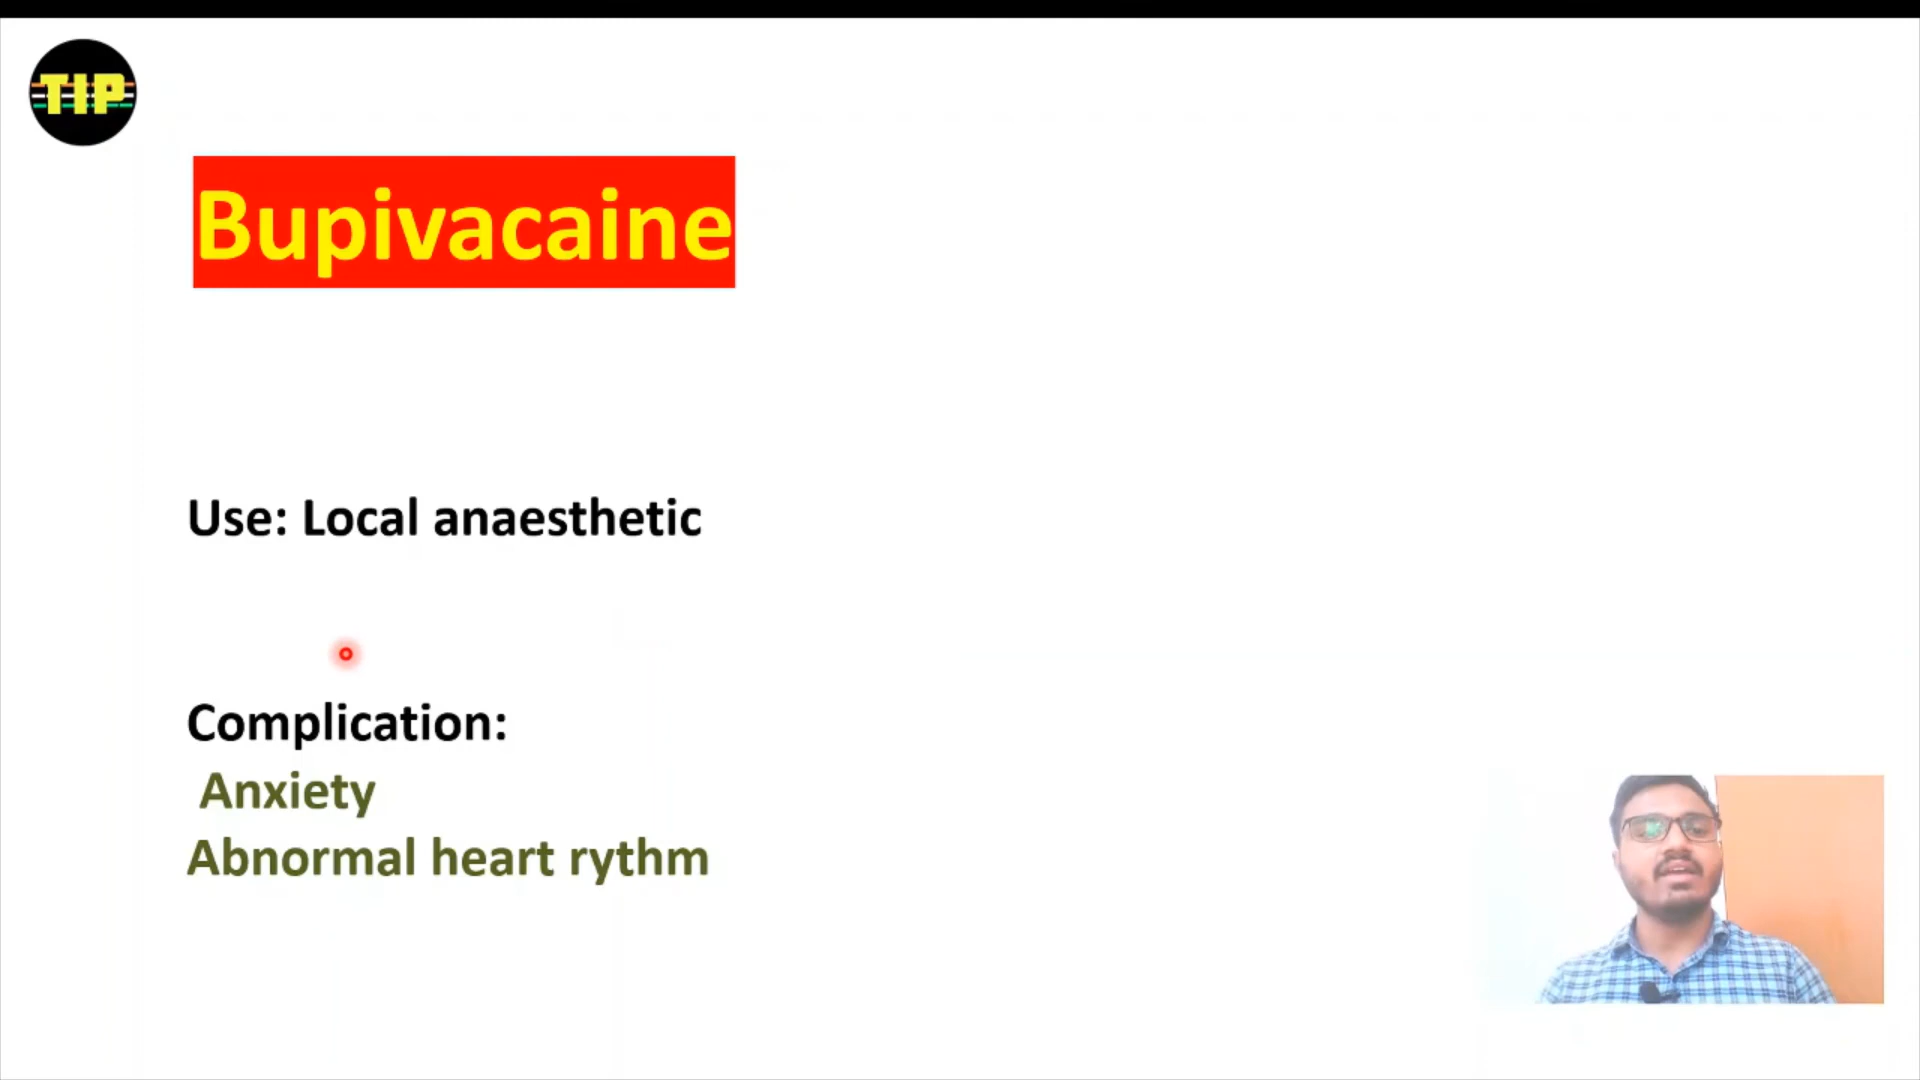 TIP
Bupivacaine
Use: Local anaesthetic
Complication:
Anxiety
Abnormal heart rythm